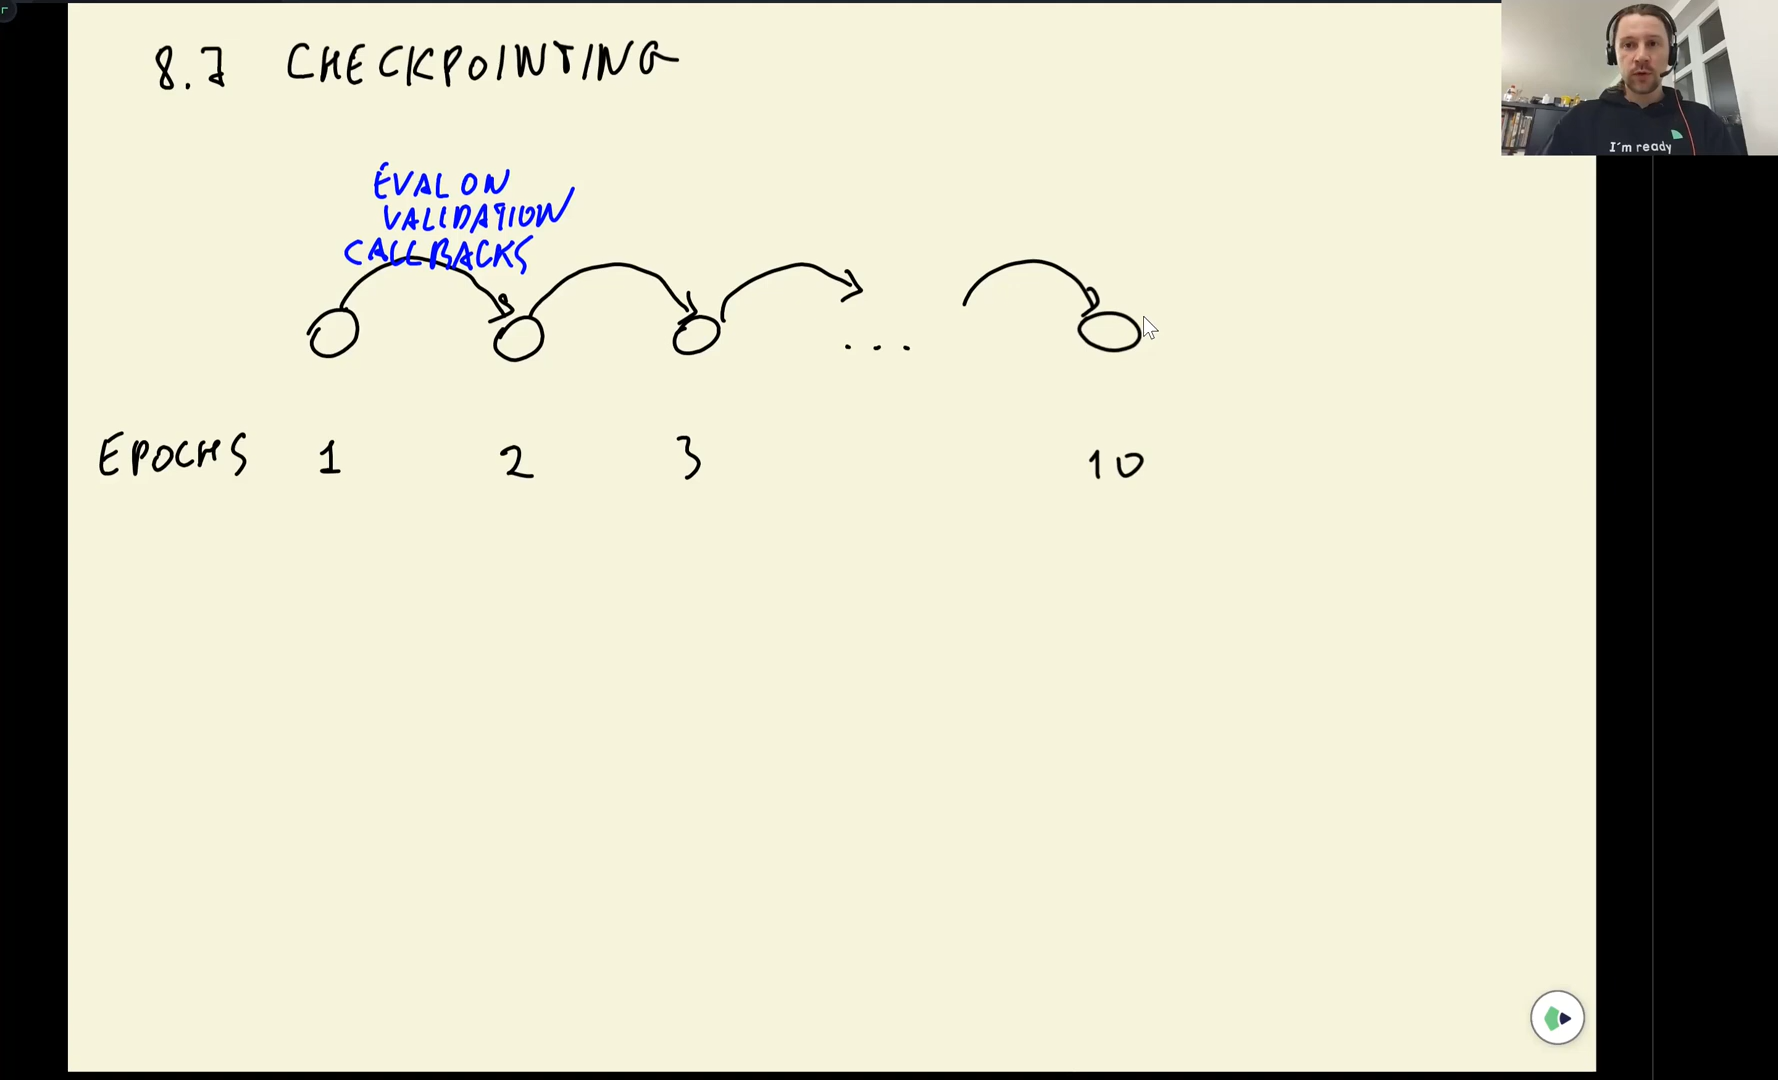 8.7 CHECKPOINTING
I'm ready
EVAL ON
VALIDATION
CALLBACKS
. . .
EPOCHS 1 2 3 10